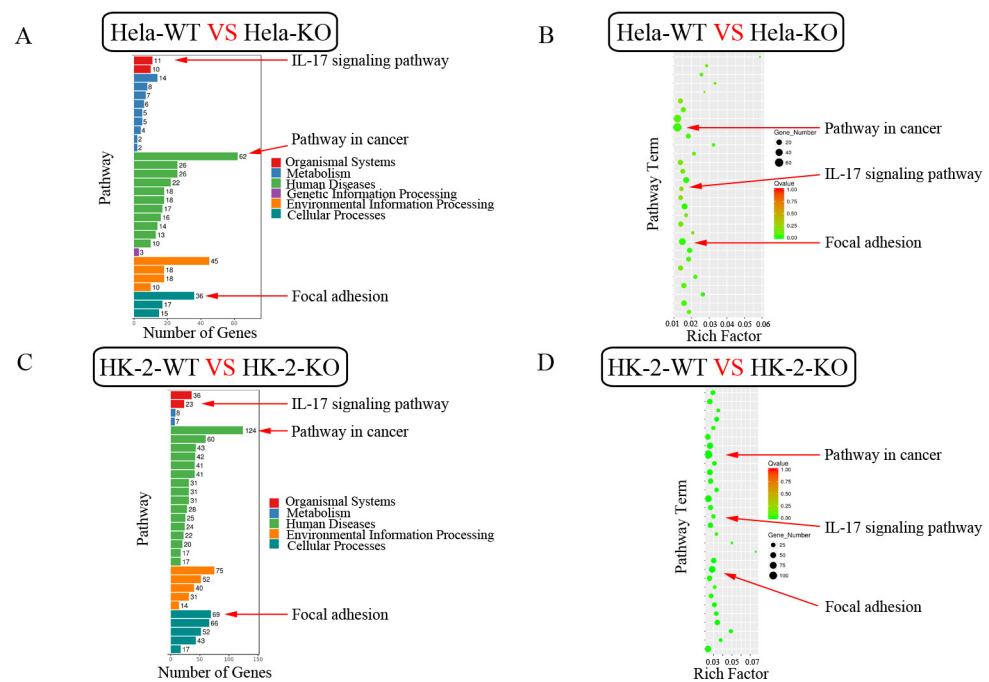 A
Hela-WT VS Hela-KO
11
IL-17 signaling pathway
10
14
8
7
6
5
5
4
2
2
Pathway in cancer
62
26
26
22
18
18
17
16
14
13
10
3
45
18
18
10
36
Focal adhesion
17
15
Pathway
Organismal Systems
Metabolism
Human Diseases
Genetic Information Processing
Environmental Information Processing
Cellular Processes
0 20 40 60
Number of Genes
B
Hela-WT VS Hela-KO
Pathway in cancer
IL-17 signaling pathway
Focal adhesion
Pathway Term
Gene_Number
20
40
60
Qvalue
1.00
0.75
0.50
0.25
0.00
0.01 0.02 0.03 0.04 0.05 0.06
Rich Factor
C
HK-2-WT VS HK-2-KO
36
23
IL-17 signaling pathway
8
7
124
Pathway in cancer
60
43
42
41
41
31
31
31
28
25
24
22
20
17
17
75
52
40
31
14
69
Focal adhesion
66
52
43
17
Pathway
Organismal Systems
Metabolism
Human Diseases
Environmental Information Processing
Cellular Processes
0 50 100 150
Number of Genes
D
HK-2-WT VS HK-2-KO
Pathway in cancer
IL-17 signaling pathway
Focal adhesion
Pathway Term
Qvalue
1.00
0.75
0.50
0.25
0.00
Gene_Number
25
50
75
100
0.03 0.05 0.07
Rich Factor